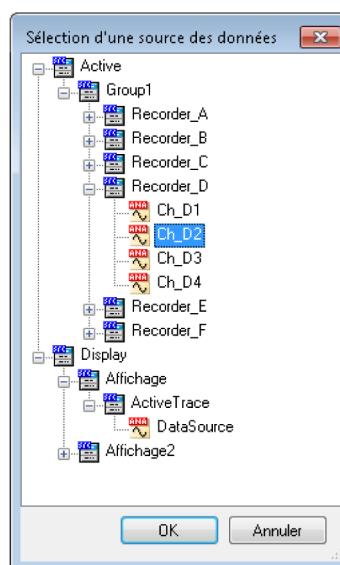 Sélection d'une source des données
Active
Group1
Recorder_A
Recorder_B
Recorder_C
Recorder_D
Ch_D1
Ch_D2
Ch_D3
Ch_D4
Recorder_E
Recorder_F
Display
Affichage
ActiveTrace
DataSource
Affichage2
OK Annuler